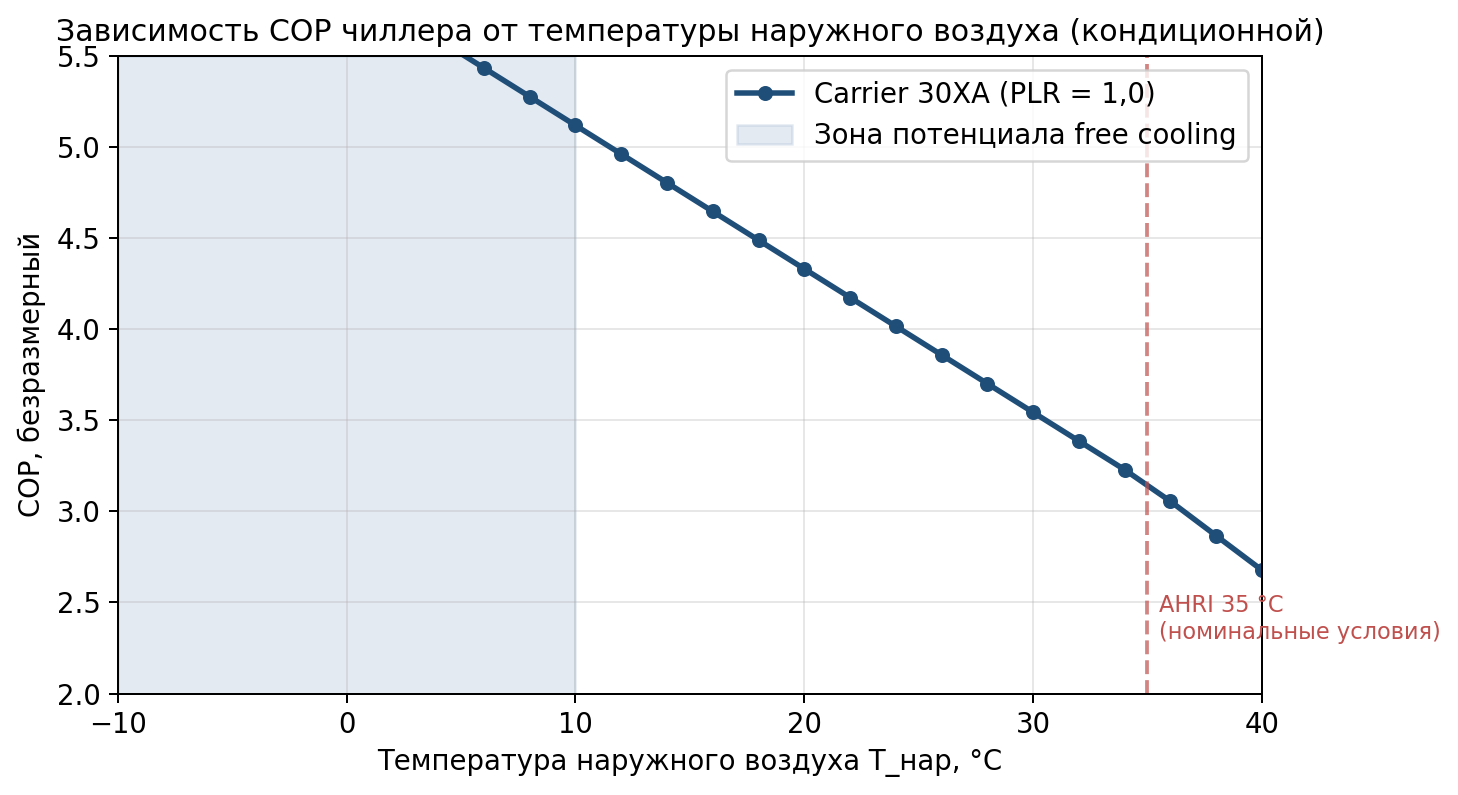 Зависимость COP чиллера от температуры наружного воздуха (кондиционной)
COP, безразмерный
5.5
5.0
4.5
4.0
3.5
3.0
2.5
2.0
Carrier 30XA (PLR = 1,0)
Зона потенциала free cooling
AHRI 35 °C
(номинальные условия)
−10 0 10 20 30 40
Температура наружного воздуха T_нар, °C